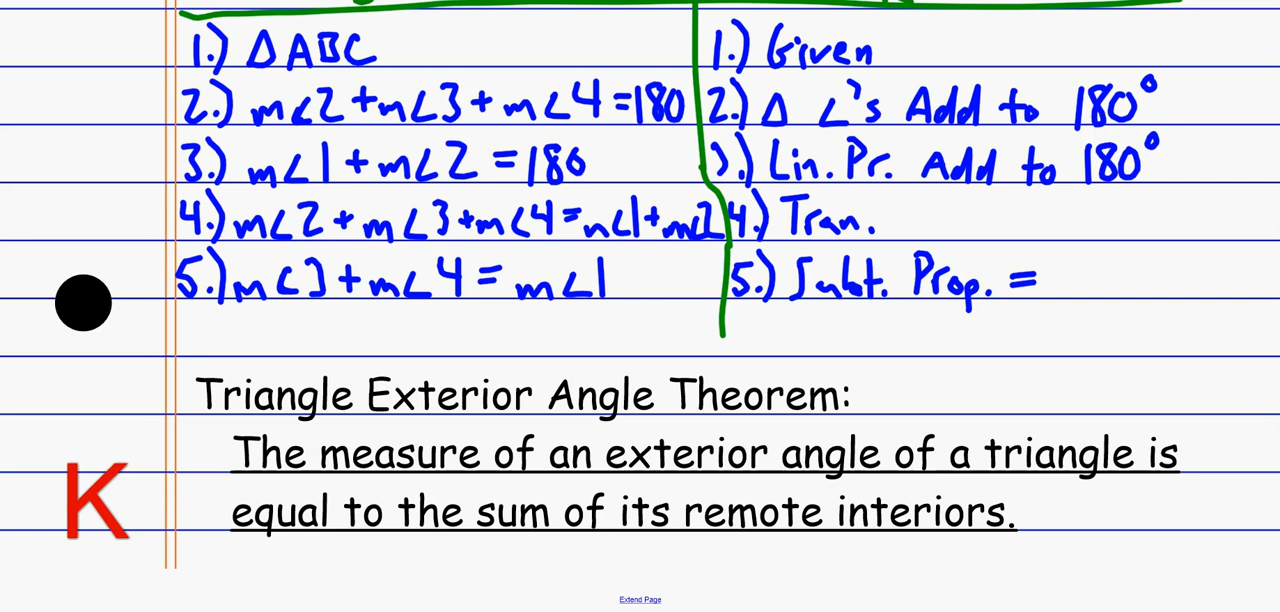 1.) Δ ABC 1.) Given
2.) m∠2 + m∠3 + m∠4 = 180 2.) Δ ∠'s Add to 180°
3.) m∠1 + m∠2 = 180 3.) Lin. Pr. Add to 180°
4.) m∠2 + m∠3 + m∠4 = m∠1 + m∠2 4.) Tran.
5.) m∠3 + m∠4 = m∠1 5.) Subt. Prop. =
Triangle Exterior Angle Theorem:
The measure of an exterior angle of a triangle is
K equal to the sum of its remote interiors.
Extend Page